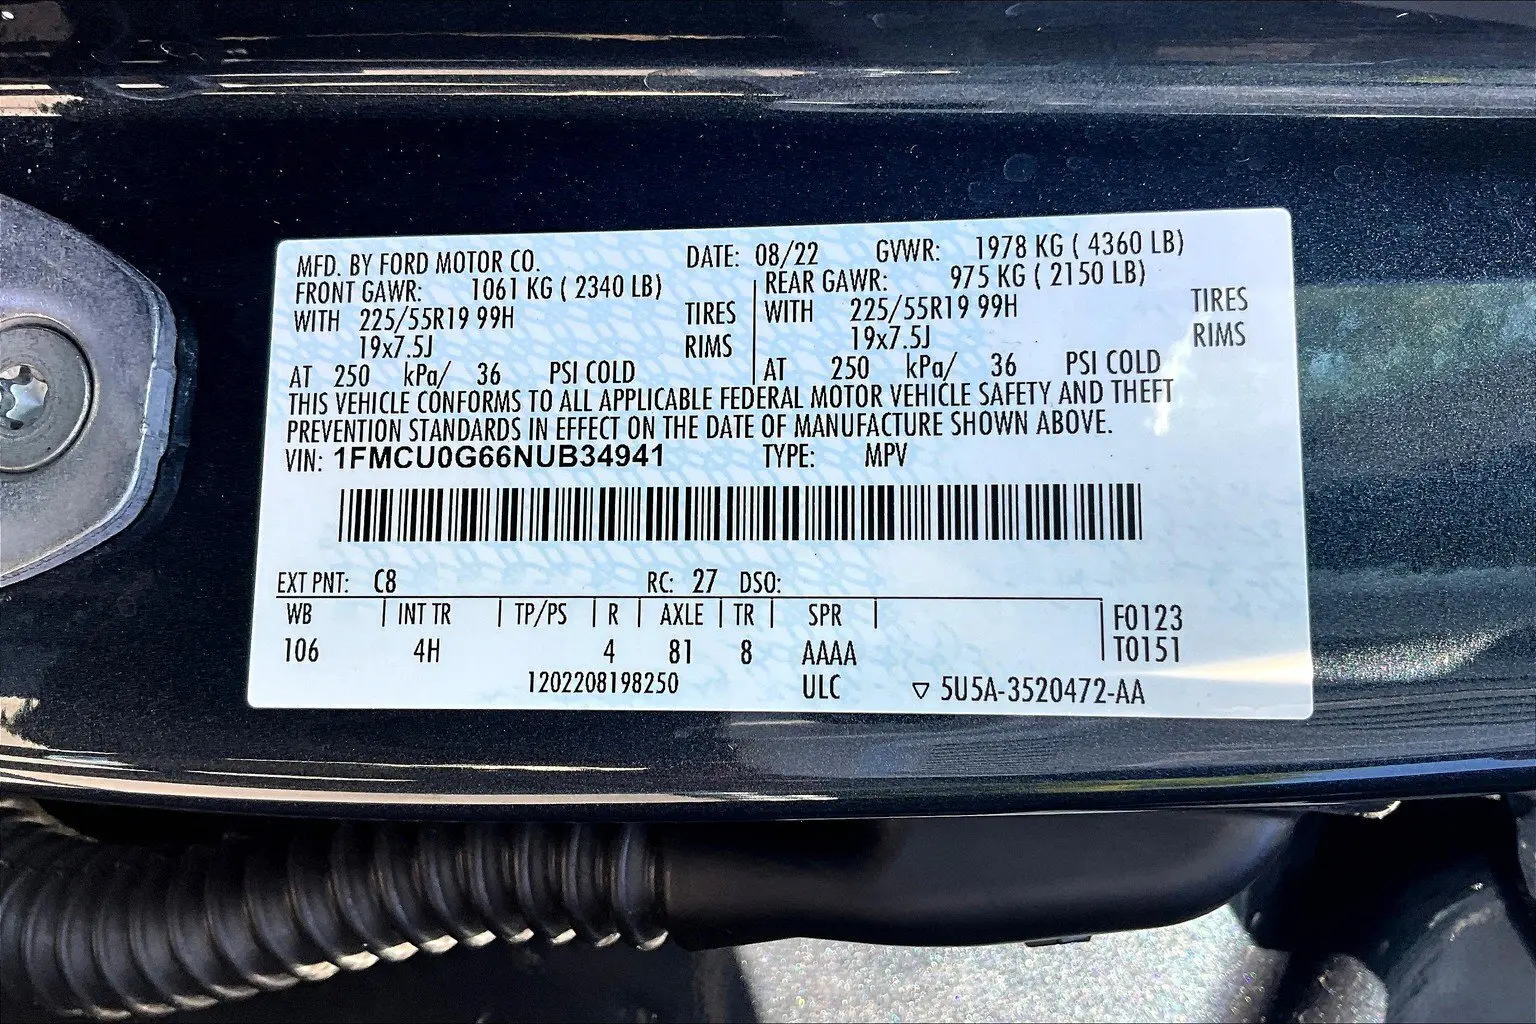 MFD. BY FORD MOTOR CO. DATE: 08/22 GVWR: 1978 KG ( 4360 LB)
FRONT GAWR: 1061 KG ( 2340 LB) REAR GAWR: 975 KG ( 2150 LB)
WITH 225/55R19 99H TIRES WITH 225/55R19 99H TIRES
19x7.5J RIMS 19x7.5J RIMS
AT 250 kPa/ 36 PSI COLD AT 250 kPa/ 36 PSI COLD
THIS VEHICLE CONFORMS TO ALL APPLICABLE FEDERAL MOTOR VEHICLE SAFETY AND THEFT
PREVENTION STANDARDS IN EFFECT ON THE DATE OF MANUFACTURE SHOWN ABOVE.
VIN: 1FMCU0G66NUB34941 TYPE: MPV
EXT PNT: C8 RC: 27 DSO:
WB INT TR TP/PS R AXLE TR SPR F0123
106 4H 4 81 8 AAAA T0151
1202208198250 ULC ▽ 5U5A-3520472-AA